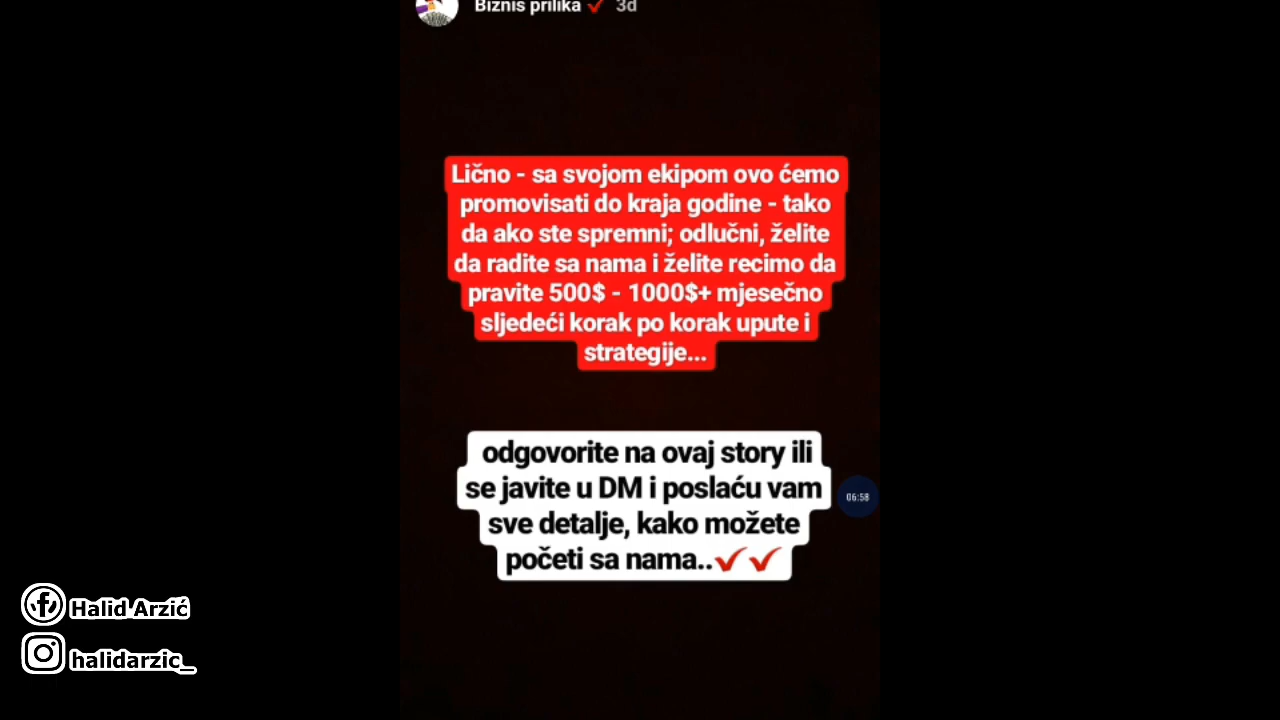 Biznis prilika ✓ 3d
Lično - sa svojom ekipom ovo ćemo
promovisati do kraja godine - tako
da ako ste spremni; odlučni, želite
da radite sa nama i želite recimo da
pravite 500$ - 1000$+ mjesečno
sljedeći korak po korak upute i
strategije...
odgovorite na ovaj story ili
se javite u DM i poslaću vam
sve detalje, kako možete
početi sa nama..✓✓
06:58
Halid Arzić
halidarzic_